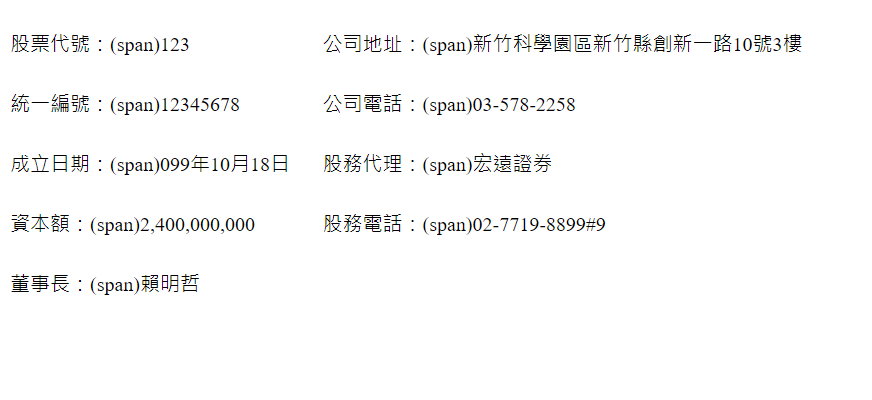 股票代號：(span)123
公司地址：(span)新竹科學園區新竹縣創新一路10號3樓
統一編號：(span)12345678
公司電話：(span)03-578-2258
成立日期：(span)099年10月18日
股務代理：(span)宏遠證券
資本額：(span)2,400,000,000
股務電話：(span)02-7719-8899#9
董事長：(span)賴明哲